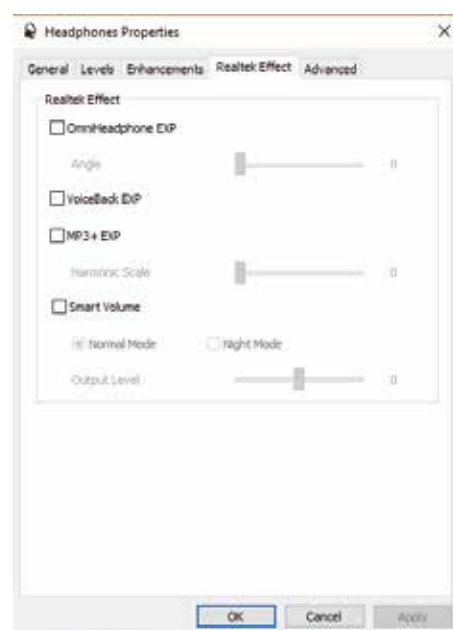 Headphones Properties
General Levels Enhancements Realtek Effect Advanced
Realtek Effect
OmniHeadphone EXP
Angle 0
VoiceBack EXP
MP3+ EXP
Harmonic Scale 0
Smart Volume
Normal Mode Night Mode
Output Level 0
OK Cancel Apply